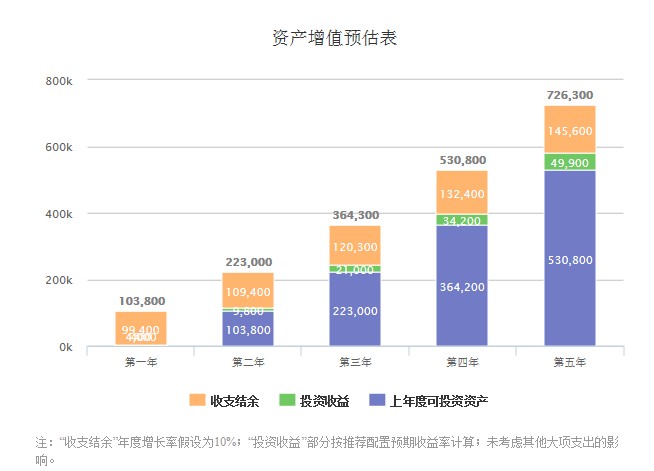 资产增值预估表
800k
600k
400k
200k
0k
103,800
99,400
223,000
109,400
9,800
103,800
364,300
120,300
21,000
223,000
530,800
132,400
34,200
364,200
726,300
145,600
49,900
530,800
第一年 第二年 第三年 第四年 第五年
收支结余 投资收益 上年度可投资资产
注：“收支结余”年度增长率假设为10%；“投资收益”部分按推荐配置预期收益率计算；未考虑其他大项支出的影
响。